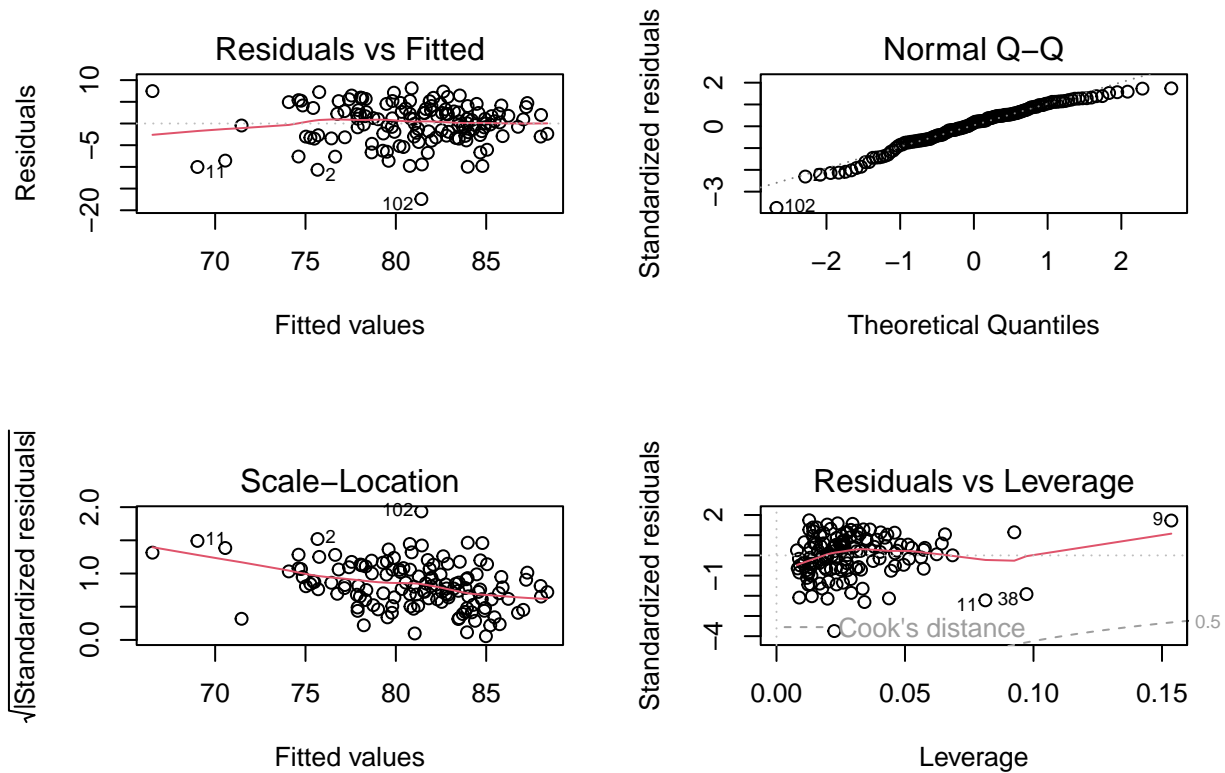 Residuals vs Fitted
Residuals
10
−5
−20
11
2
102
70 75 80 85
Fitted values
Normal Q−Q
Standardized residuals
2
0
−3
102
−2 −1 0 1 2
Theoretical Quantiles
Scale−Location
√|Standardized residuals|
2.0
1.0
0.0
11
2
102
70 75 80 85
Fitted values
Residuals vs Leverage
Standardized residuals
2
−1
−4
9
11
38
Cook's distance
0.5
0.00 0.05 0.10 0.15
Leverage